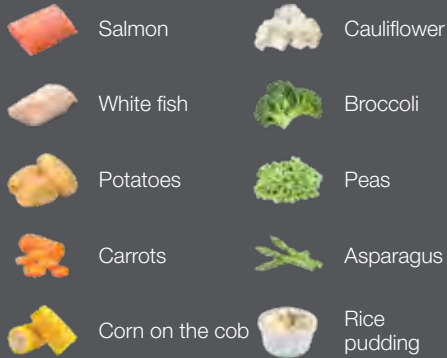 Salmon
Cauliflower
White fish
Broccoli
Potatoes
Peas
Carrots
Asparagus
Corn on the cob
Rice
pudding